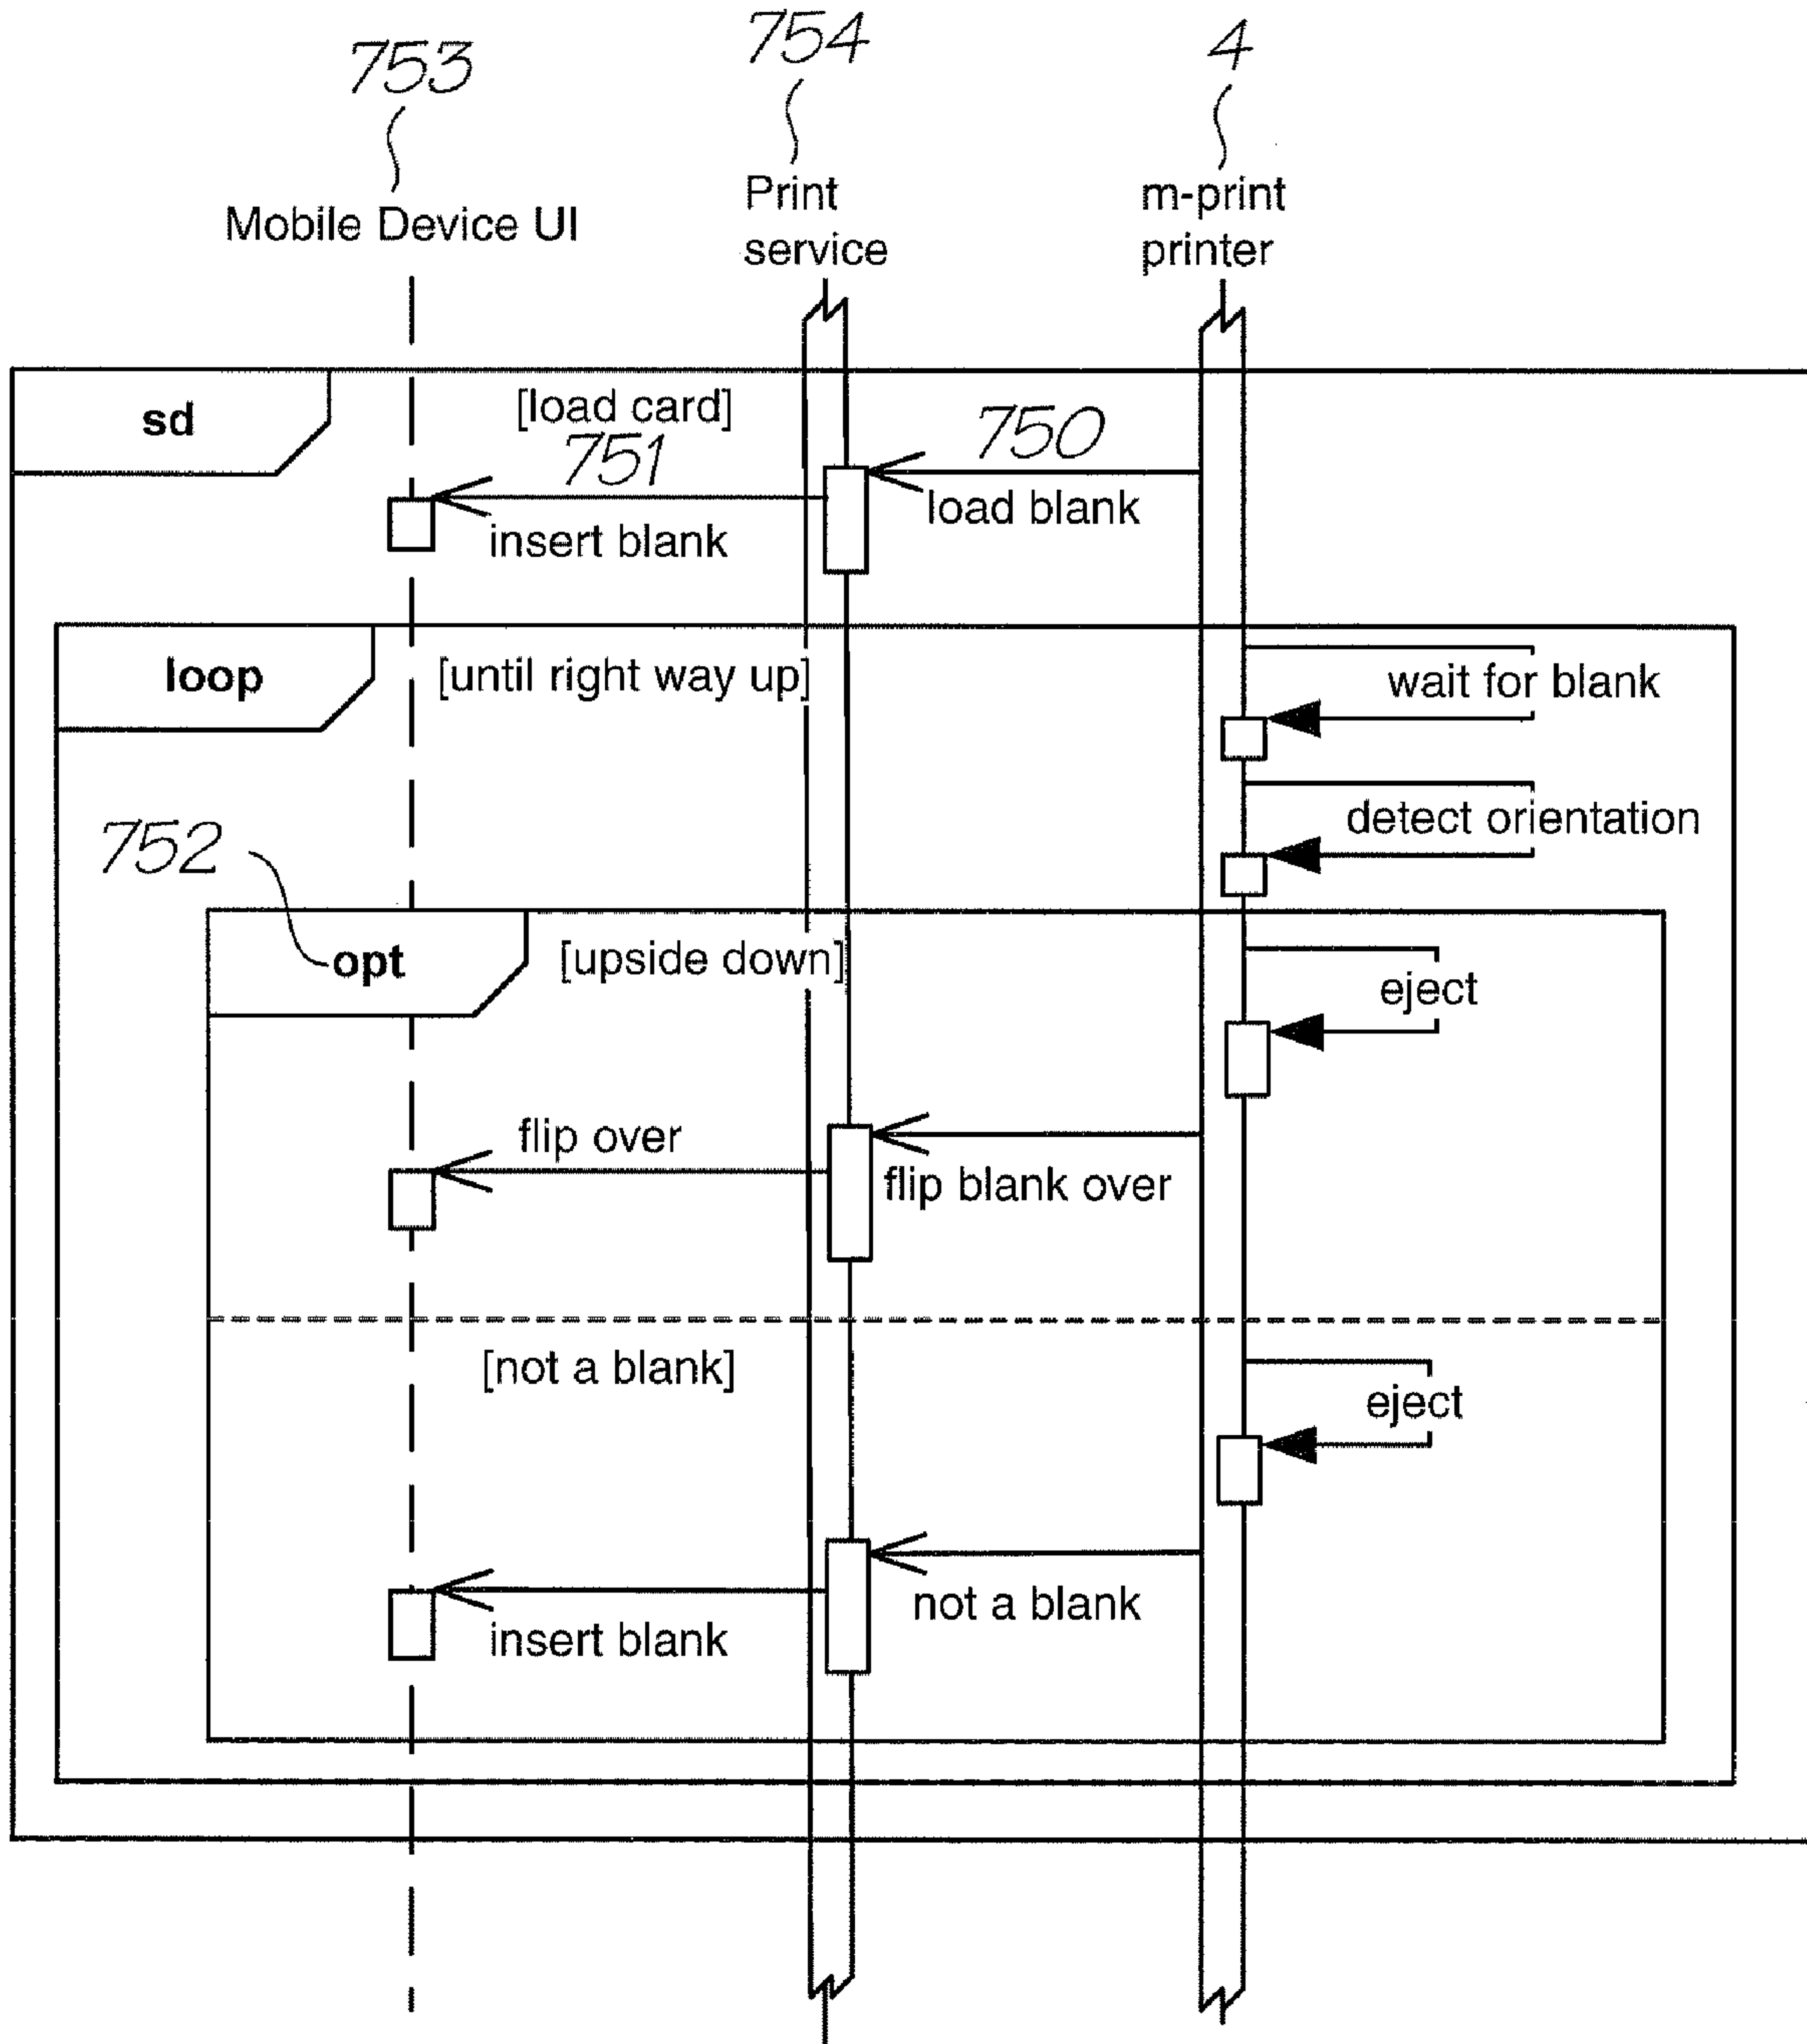 753
754
4
Mobile Device UI
Print
service
m-print
printer
sd
[load card]
751
750
insert blank
load blank
loop
[until right way up]
wait for blank
detect orientation
752
opt
[upside down]
eject
flip over
flip blank over
[not a blank]
eject
not a blank
insert blank